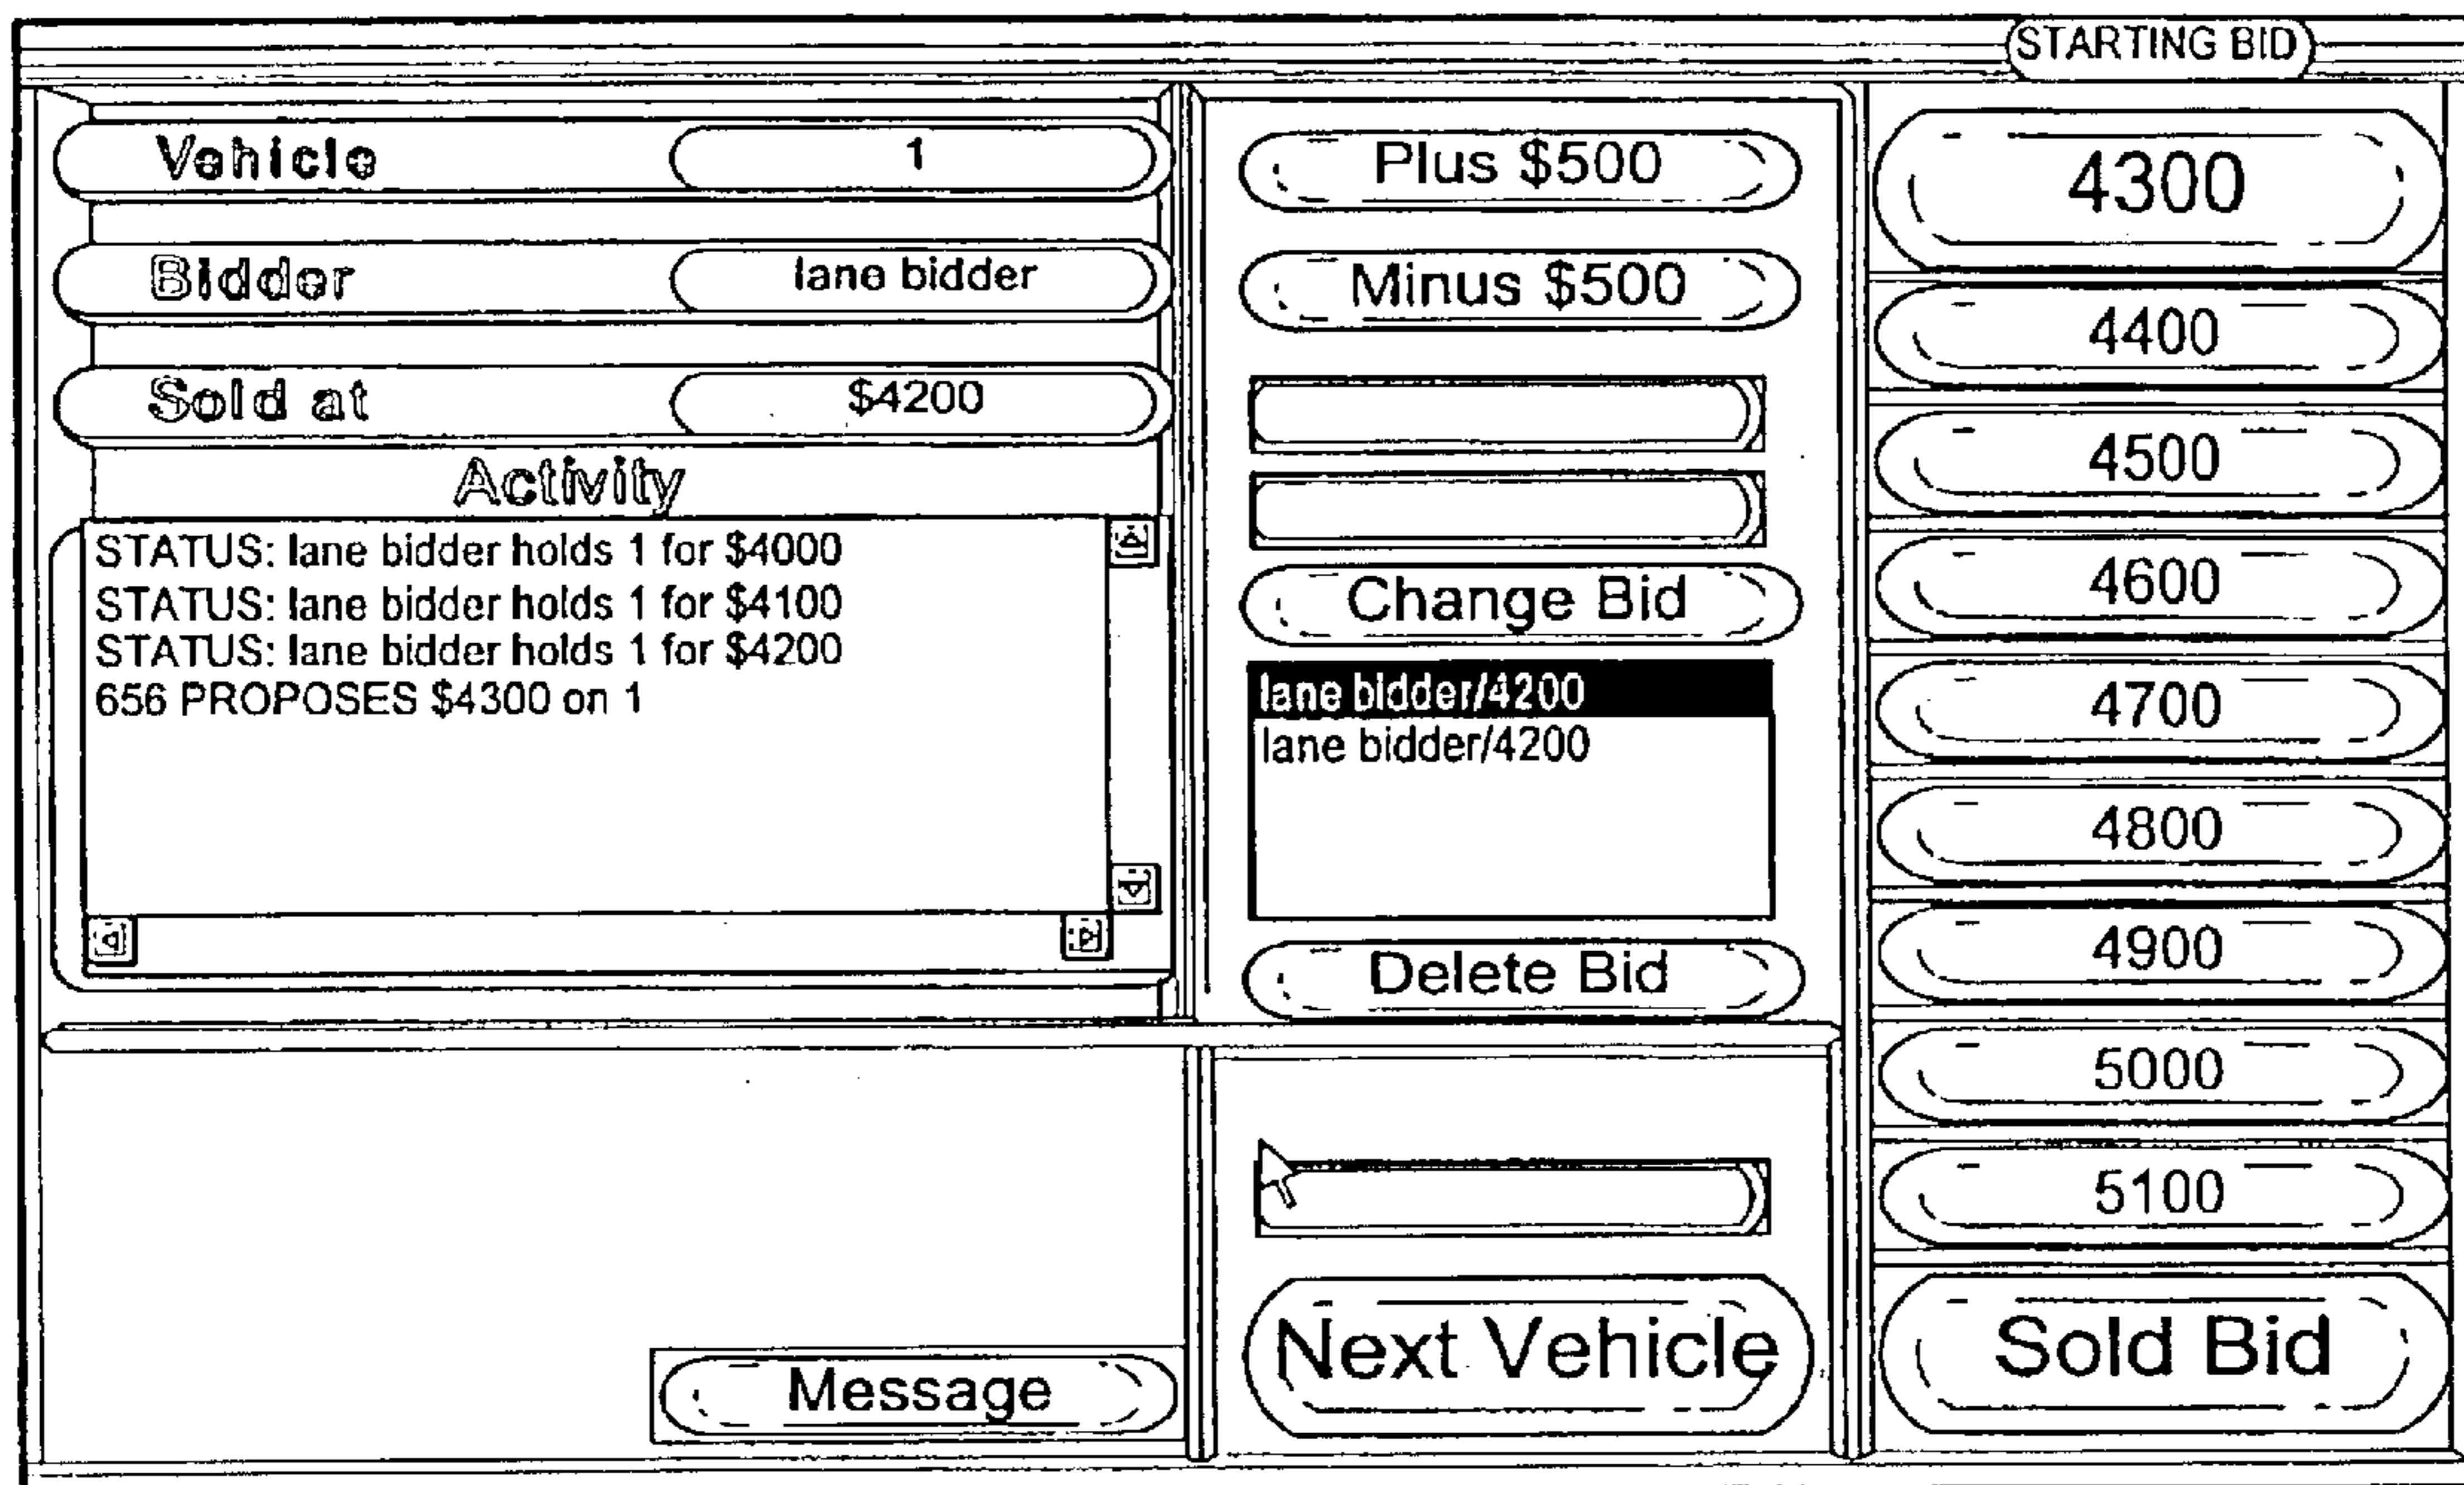 STARTING BID
Vehicle 1
Bidder lane bidder
Sold at $4200
Activity
STATUS: lane bidder holds 1 for $4000
STATUS: lane bidder holds 1 for $4100
STATUS: lane bidder holds 1 for $4200
656 PROPOSES $4300 on 1
Message
Plus $500
Minus $500
Change Bid
lane bidder/4200
lane bidder/4200
Delete Bid
Next Vehicle
4300
4400
4500
4600
4700
4800
4900
5000
5100
Sold Bid